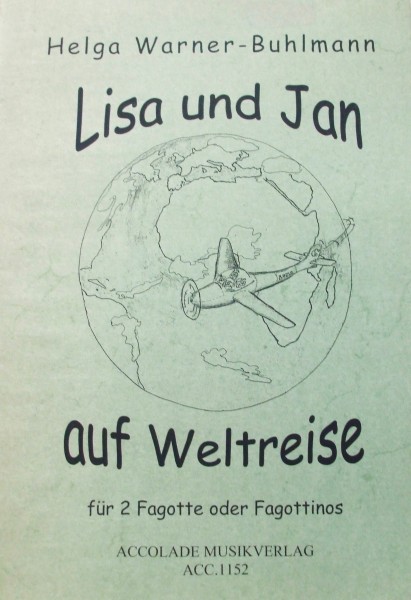 Helga Warner-Buhlmann
Lisa und Jan
auf Weltreise
für 2 Fagotte oder Fagottinos
ACCOLADE MUSIKVERLAG
ACC.1152